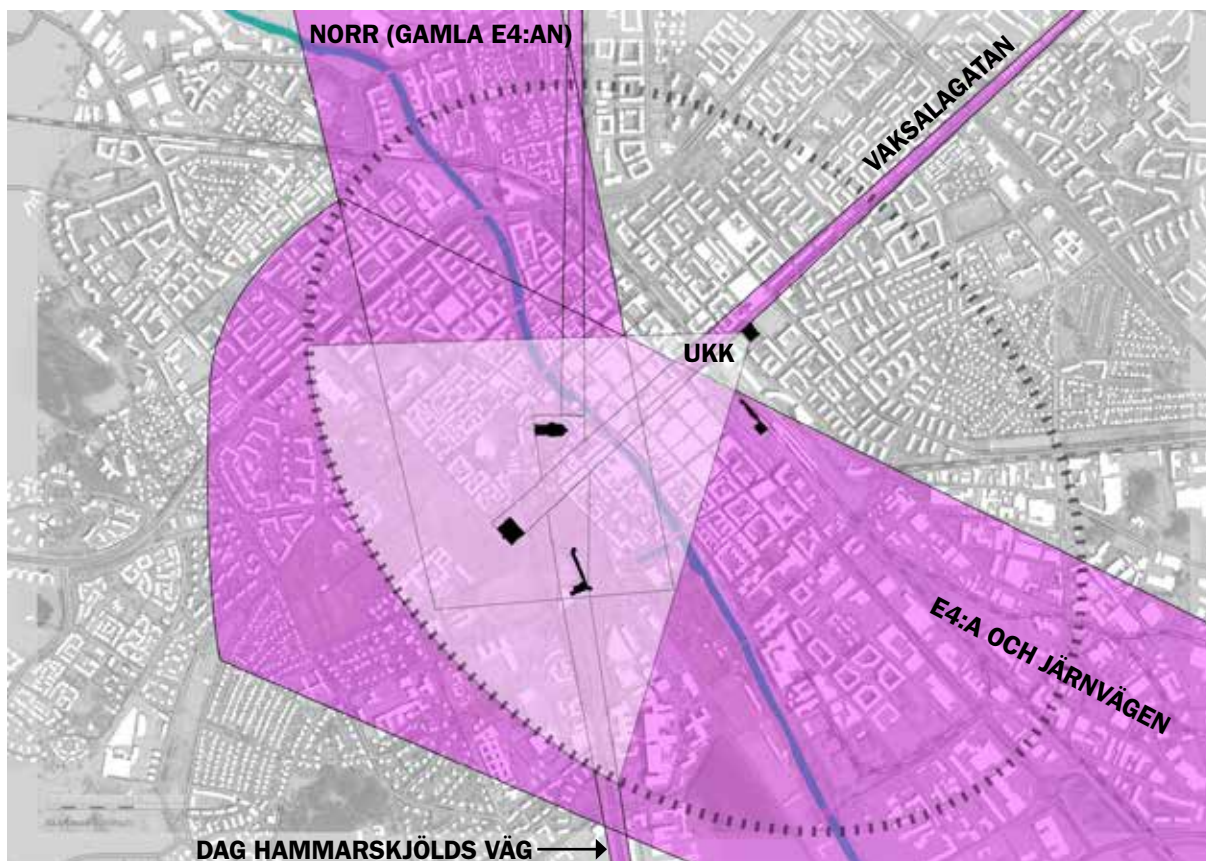 NORR (GAMLA E4:AN)
VAKSALAGATAN
UKK
E4:A OCH JÄRNVÄGEN
DAG HAMMARSKJÖLDS VÄG